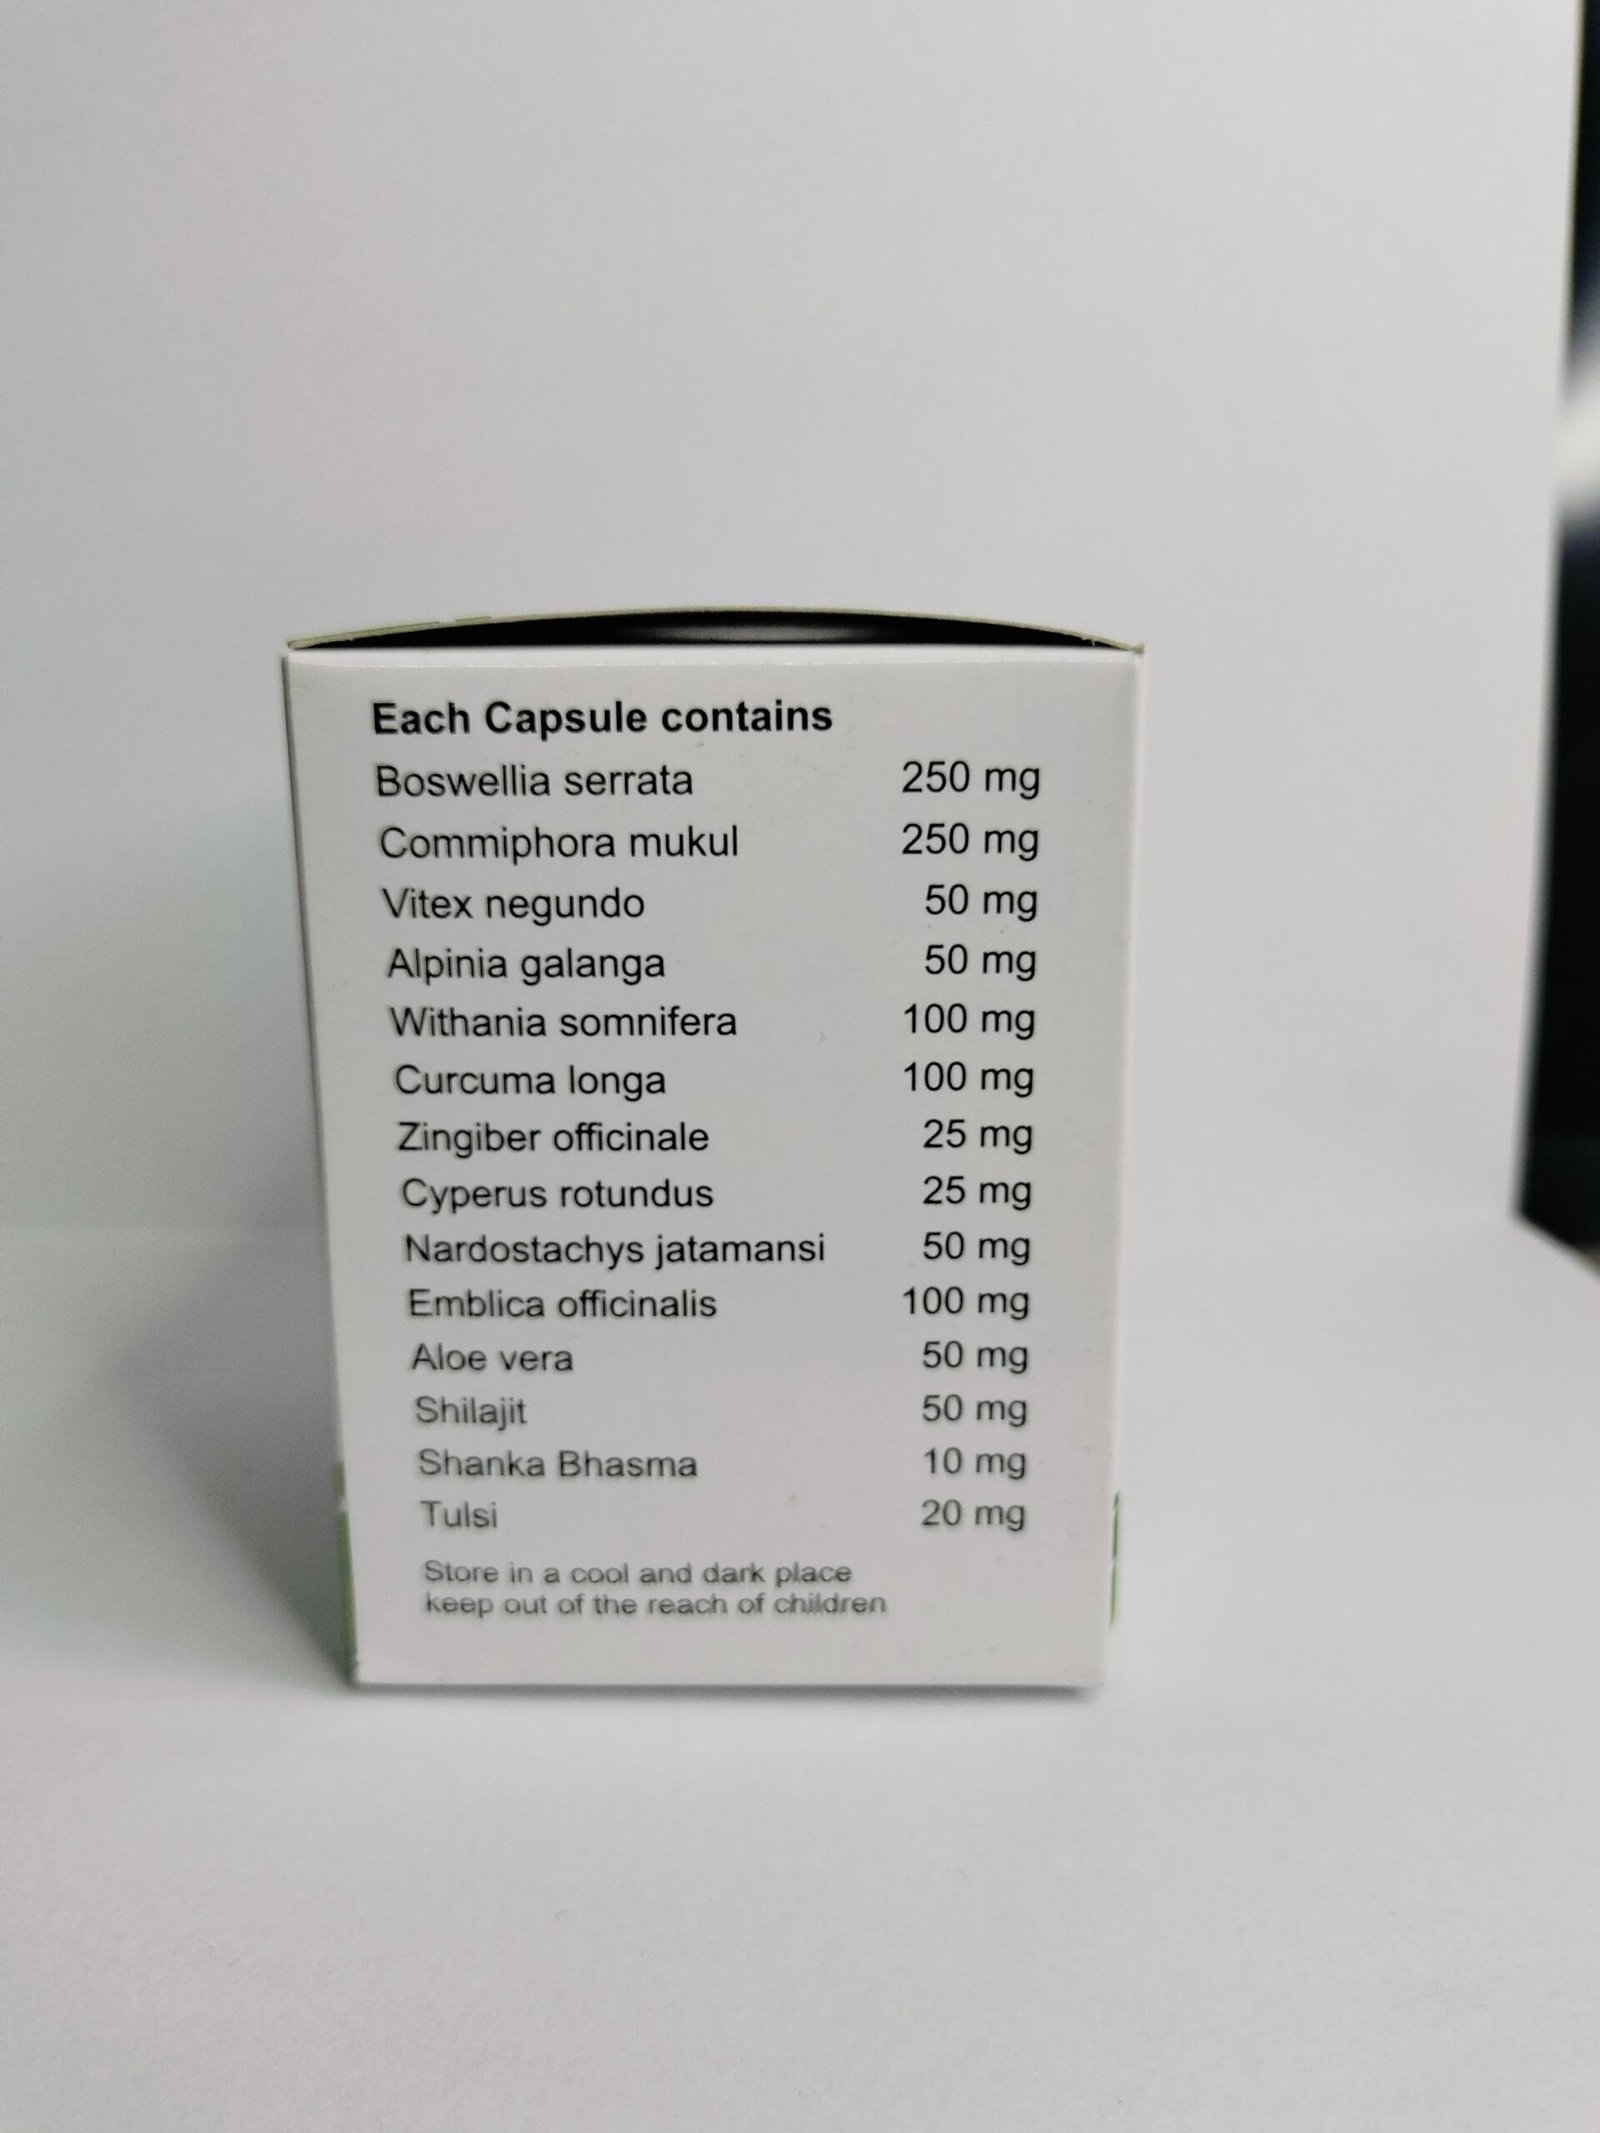 Each Capsule contains
Boswellia serrata 250 mg
Commiphora mukul 250 mg
Vitex negundo 50 mg
Alpinia galanga 50 mg
Withania somnifera 100 mg
Curcuma longa 100 mg
Zingiber officinale 25 mg
Cyperus rotundus 25 mg
Nardostachys jatamansi 50 mg
Emblica officinalis 100 mg
Aloe vera 50 mg
Shilajit 50 mg
Shanka Bhasma 10 mg
Tulsi 20 mg
Store in a cool and dark place
keep out of the reach of children